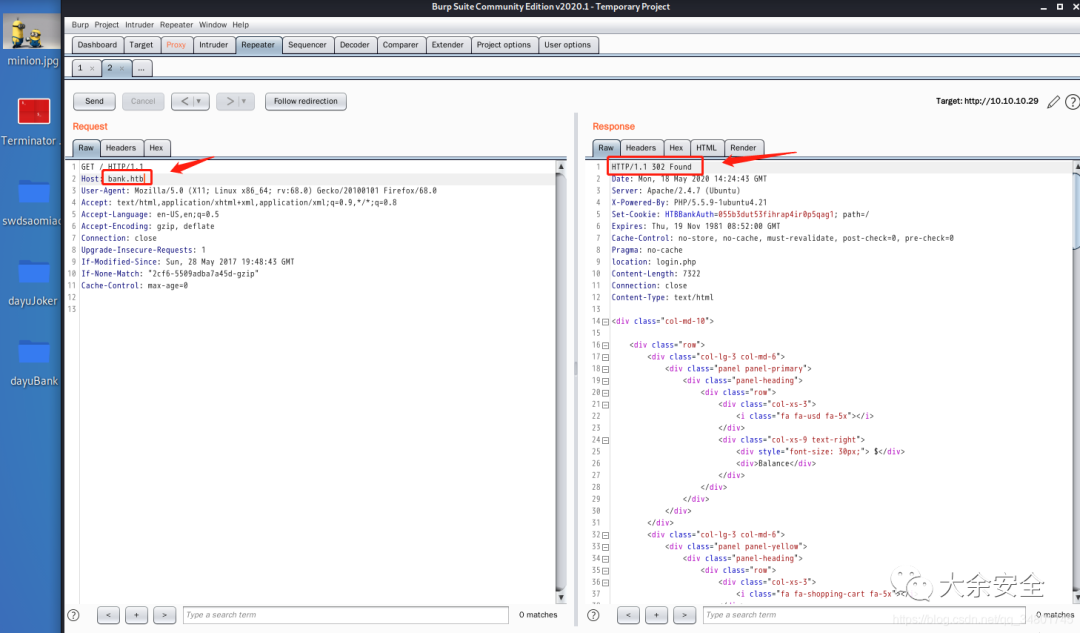 Burp Suite Community Edition v2020.1 - Temporary Project
minion.jpg
Terminator
swdsaomiao
dayuJoker
dayuBank
Burp Project Intruder Repeater Window Help
Dashboard Target Proxy Intruder Repeater Sequencer Decoder Comparer Extender Project options User options
1 × 2 × ...
Send Cancel < | ▼ > | ▼ Follow redirection Target: http://10.10.10.29
Request
Raw Headers Hex
1 GET / HTTP/1.1
2 Host: bank.htb
3 User-Agent: Mozilla/5.0 (X11; Linux x86_64; rv:68.0) Gecko/20100101 Firefox/68.0
4 Accept: text/html,application/xhtml+xml,application/xml;q=0.9,*/*;q=0.8
5 Accept-Language: en-US,en;q=0.5
6 Accept-Encoding: gzip, deflate
7 Connection: close
8 Upgrade-Insecure-Requests: 1
9 If-Modified-Since: Sun, 28 May 2017 19:48:43 GMT
10 If-None-Match: "2cf6-5509adba7a45d-gzip"
11 Cache-Control: max-age=0
12
13
? < + > Type a search term 0 matches
Response
Raw Headers Hex HTML Render
1 HTTP/1.1 302 Found
2 Date: Mon, 18 May 2020 14:24:43 GMT
3 Server: Apache/2.4.7 (Ubuntu)
4 X-Powered-By: PHP/5.5.9-1ubuntu4.21
5 Set-Cookie: HTBBankAuth=055b3dut53fihrap4ir0p5qag1; path=/
6 Expires: Thu, 19 Nov 1981 08:52:00 GMT
7 Cache-Control: no-store, no-cache, must-revalidate, post-check=0, pre-check=0
8 Pragma: no-cache
9 location: login.php
10 Content-Length: 7322
11 Connection: close
12 Content-Type: text/html
13
14 <div class="col-md-10">
15
16 <div class="row">
17 <div class="col-lg-3 col-md-6">
18 <div class="panel panel-primary">
19 <div class="panel-heading">
20 <div class="row">
21 <div class="col-xs-3">
22 <i class="fa fa-usd fa-5x"></i>
23 </div>
24 <div class="col-xs-9 text-right">
25 <div style="font-size: 30px;"> $</div>
26 <div>Balance</div>
27 </div>
28 </div>
29 </div>
30 </div>
31 </div>
32 <div class="col-lg-3 col-md-6">
33 <div class="panel panel-yellow">
34 <div class="panel-heading">
35 <div class="row">
36 <div class="col-xs-3">
37 <i class="fa fa-shopping-cart fa-5x">
? < + > Type a search term 0 matches
大余安全